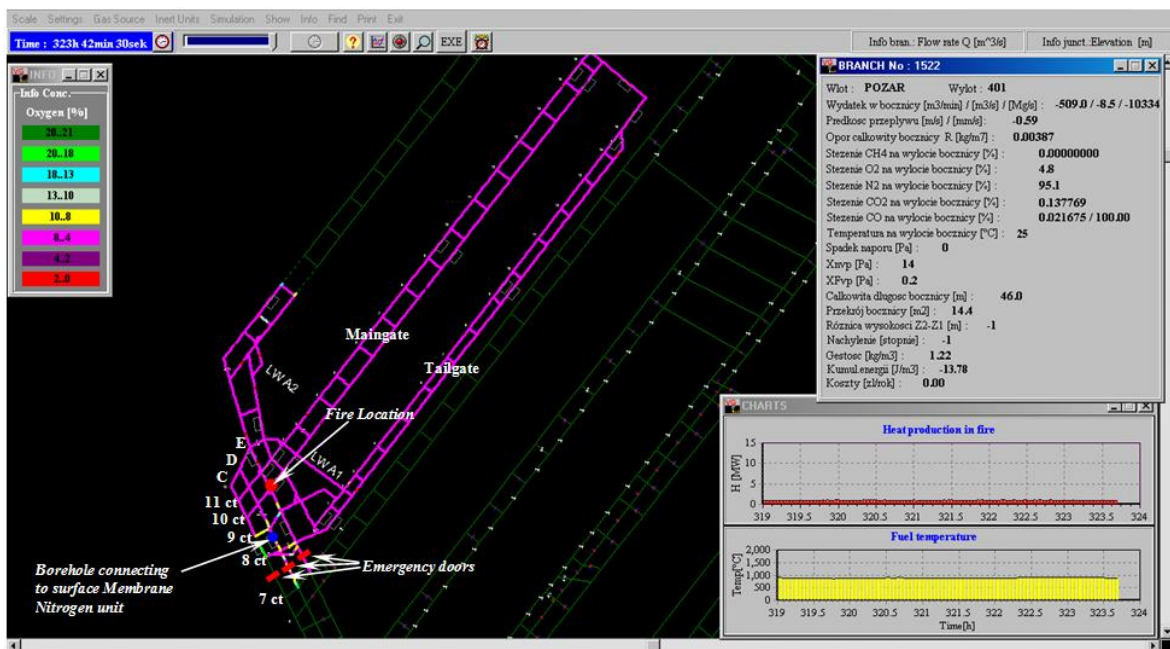 Scale Settings Gas Source Inert Units Simulation Show Info Find Print Exit
Time : 323h 42min 30sek
EXE
Info bran.: Flow rate Q [m^3/s]
Info junct.:Elevation [m]
INFO
Info Conc.
Oxygen [%]
20..21
20..18
18..13
13..10
10..8
8..4
4..2
2..0
BRANCH No : 1522
Wlot : POZAR Wylot : 401
Wydatek w bocznicy [m3/min] / [m3/s] / [Mg/s] : -509.0 / -8.5 / -10334
Predkosc przeplywu [m/s] / [mm/s]: -0.59
Opor calkowity bocznicy R [kg/m7] : 0.00387
Stezenie CH4 na wylocie bocznicy [%] : 0.00000000
Stezenie O2 na wylocie bocznicy [%] : 4.8
Stezenie N2 na wylocie bocznicy [%] : 95.1
Stezenie CO2 na wylocie bocznicy [%] : 0.137769
Stezenie CO na wylocie bocznicy [%] : 0.021675 / 100.00
Temperatura na wylocie bocznicy [°C] : 25
Spadek naporu [Pa] : 0
Xnvp [Pa] : 14
XFvp [Pa] : 0.2
Calkowita dlugosc bocznicy [m] : 46.0
Przekrój bocznicy [m2] : 14.4
Róznica wysokosci Z2-Z1 [m] : -1
Nachylenie [stopnie] : -1
Gestosc [kg/m3] : 1.22
Kumul.energii [J/m3] : -13.78
Koszty [zl/rok] : 0.00
Maingate
Tailgate
LW A2
Fire Location
LW A1
E
D
C
11 ct
10 ct
9 ct
8 ct
7 ct
Borehole connecting
to surface Membrane
Nitrogen unit
Emergency doors
CHARTS
Heat production in fire
H [MW]
15
10
5
0
319 319.5 320 320.5 321 321.5 322 322.5 323 323.5 324
Fuel temperature
Temp[°C]
2,000
1,500
1,000
500
0
319 319.5 320 320.5 321 321.5 322 322.5 323 323.5 324
Time[h]